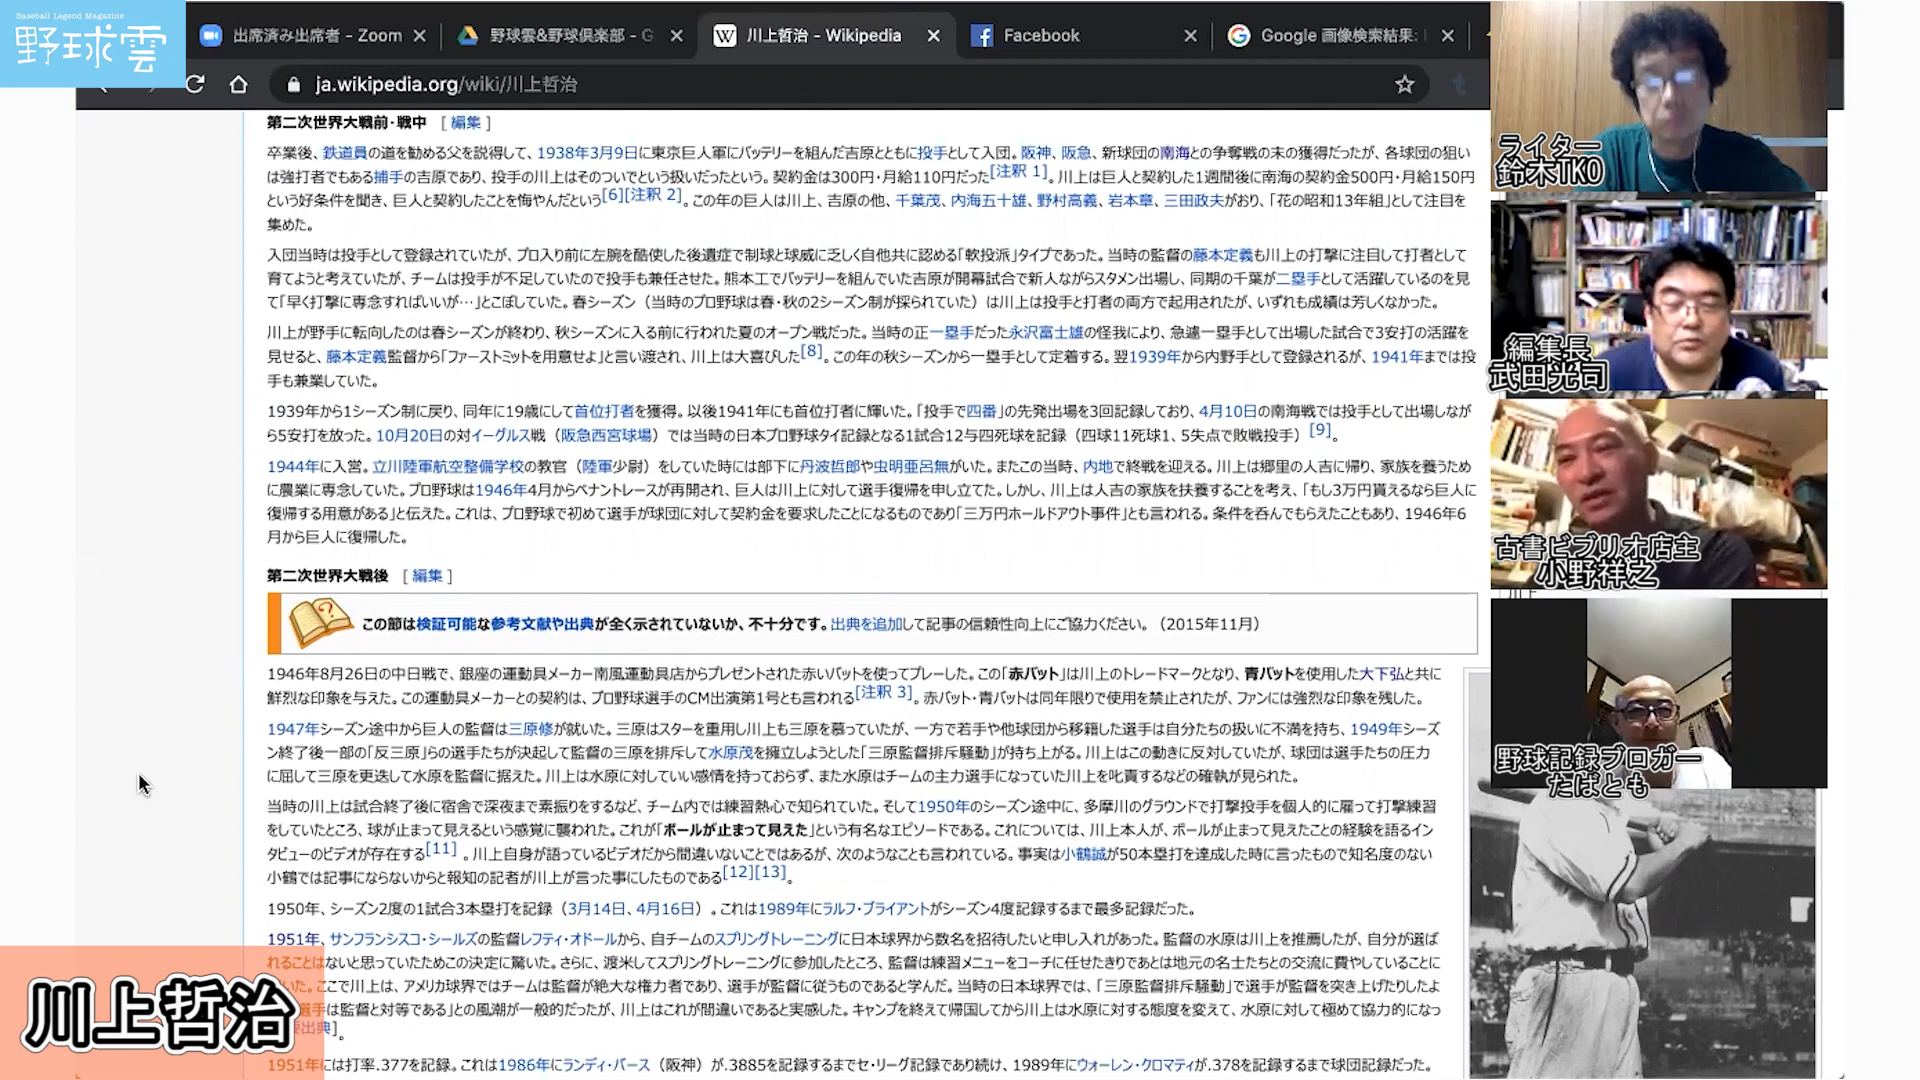 Baseball Legend Magazine
野球雲
出席済み出席者 - Zoom
野球雲&野球倶楽部 - G
川上哲治 - Wikipedia
Facebook
Google 画像検索結果:
ja.wikipedia.org/wiki/川上哲治
第二次世界大戦前・戦中 [ 編集 ]
卒業後、鉄道員の道を勧める父を説得して、1938年3月9日に東京巨人軍にバッテリーを組んだ吉原とともに投手として入団。阪神、阪急、新球団の南海との争奪戦の末の獲得だったが、各球団の狙い
は強打者でもある捕手の吉原であり、投手の川上はそのついでという扱いだったという。契約金は300円・月給110円だった[注釈 1]。川上は巨人と契約した1週間後に南海の契約金500円・月給150円
という好条件を聞き、巨人と契約したことを悔やんだという[6][注釈 2]。この年の巨人は川上、吉原の他、千葉茂、内海五十雄、野村高義、岩本章、三田政夫がおり、「花の昭和13年組」として注目を
集めた。
入団当時は投手として登録されていたが、プロ入り前に左腕を酷使した後遺症で制球と球威に乏しく自他共に認める「軟投派」タイプであった。当時の監督の藤本定義も川上の打撃に注目して打者として
育てようと考えていたが、チームは投手が不足していたので投手も兼任させた。熊本工でバッテリーを組んでいた吉原が開幕試合で新人ながらスタメン出場し、同期の千葉が二塁手として活躍しているのを見
て「早く打撃に専念すればいいが…」とこぼしていた。春シーズン（当時のプロ野球は春・秋の2シーズン制が採られていた）は川上は投手と打者の両方で起用されたが、いずれも成績は芳しくなかった。
川上が野手に転向したのは春シーズンが終わり、秋シーズンに入る前に行われた夏のオープン戦だった。当時の正一塁手だった永沢富士雄の怪我により、急遽一塁手として出場した試合で3安打の活躍を
見せると、藤本定義監督から「ファーストミットを用意せよ」と言い渡され、川上は大喜びした[8]。この年の秋シーズンから一塁手として定着する。翌1939年から内野手として登録されるが、1941年までは投
手も兼業していた。
1939年から1シーズン制に戻り、同年に19歳にして首位打者を獲得。以後1941年にも首位打者に輝いた。「投手で四番」の先発出場を3回記録しており、4月10日の南海戦では投手として出場しなが
ら5安打を放った。10月20日の対イーグルス戦（阪急西宮球場）では当時の日本プロ野球タイ記録となる1試合12与四死球を記録（四球11死球1、5失点で敗戦投手）[9]。
1944年に入営。立川陸軍航空整備学校の教官（陸軍少尉）をしていた時には部下に丹波哲郎や虫明亜呂無がいた。またこの当時、内地で終戦を迎える。川上は郷里の人吉に帰り、家族を養うため
に農業に専念していた。プロ野球は1946年4月からペナントレースが再開され、巨人は川上に対して選手復帰を申し立てた。しかし、川上は人吉の家族を扶養することを考え、「もし3万円貰えるなら巨人に
復帰する用意がある」と伝えた。これは、プロ野球で初めて選手が球団に対して契約金を要求したことになるものであり「三万円ホールドアウト事件」とも言われる。条件を呑んでもらえたこともあり、1946年6
月から巨人に復帰した。
第二次世界大戦後 [ 編集 ]
この節は検証可能な参考文献や出典が全く示されていないか、不十分です。出典を追加して記事の信頼性向上にご協力ください。（2015年11月）
1946年8月26日の中日戦で、銀座の運動具メーカー南風運動具店からプレゼントされた赤いバットを使ってプレーした。この「赤バット」は川上のトレードマークとなり、青バットを使用した大下弘と共に
鮮烈な印象を与えた。この運動具メーカーとの契約は、プロ野球選手のCM出演第1号とも言われる[注釈 3]。赤バット・青バットは同年限りで使用を禁止されたが、ファンには強烈な印象を残した。
1947年シーズン途中から巨人の監督は三原修が就いた。三原はスターを重用し川上も三原を慕っていたが、一方で若手や他球団から移籍した選手は自分たちの扱いに不満を持ち、1949年シーズ
ン終了後一部の「反三原」らの選手たちが決起して監督の三原を排斥して水原茂を擁立しようとした「三原監督排斥騒動」が持ち上がる。川上はこの動きに反対していたが、球団は選手たちの圧力
に屈して三原を更迭して水原を監督に据えた。川上は水原に対していい感情を持っておらず、また水原はチームの主力選手になっていた川上を叱責するなどの確執が見られた。
当時の川上は試合終了後に宿舎で深夜まで素振りをするなど、チーム内では練習熱心で知られていた。そして1950年のシーズン途中に、多摩川のグラウンドで打撃投手を個人的に雇って打撃練習
をしていたところ、球が止まって見えるという感覚に襲われた。これが「ボールが止まって見えた」という有名なエピソードである。これについては、川上本人が、ボールが止まって見えたことの経験を語るイン
タビューのビデオが存在する[11] 。川上自身が語っているビデオだから間違いないことではあるが、次のようなことも言われている。事実は小鶴誠が50本塁打を達成した時に言ったもので知名度のない
小鶴では記事にならないからと報知の記者が川上が言った事にしたものである[12][13]。
1950年、シーズン2度の1試合3本塁打を記録（3月14日、4月16日）。これは1989年にラルフ・ブライアントがシーズン4度記録するまで最多記録だった。
1951年、サンフランシスコ・シールズの監督レフティ・オドールから、自チームのスプリングトレーニングに日本球界から数名を招待したいと申し入れがあった。監督の水原は川上を推薦したが、自分が選ば
れることはないと思っていたためこの決定に驚いた。さらに、渡米してスプリングトレーニングに参加したところ、監督は練習メニューをコーチに任せたきりであとは地元の名士たちとの交流に費やしていることに
いた。ここで川上は、アメリカ球界ではチームは監督が絶大な権力者であり、選手が監督に従うものであると学んだ。当時の日本球界では、「三原監督排斥騒動」で選手が監督を突き上げたりしたよ
選手は監督と対等である」との風潮が一般的だったが、川上はこれが間違いであると実感した。キャンプを終えて帰国してから川上は水原に対する態度を変えて、水原に対して極めて協力的になっ
出典]。
1951年には打率.377を記録。これは1986年にランディ・バース（阪神）が.3885を記録するまでセ・リーグ記録であり続け、1989年にウォーレン・クロマティが.378を記録するまで球団記録だった。
川上哲治
ライター
鈴木TKO
編集長
武田光司
古書ビブリオ店主
小野祥之
野球記録ブロガー
たばとも